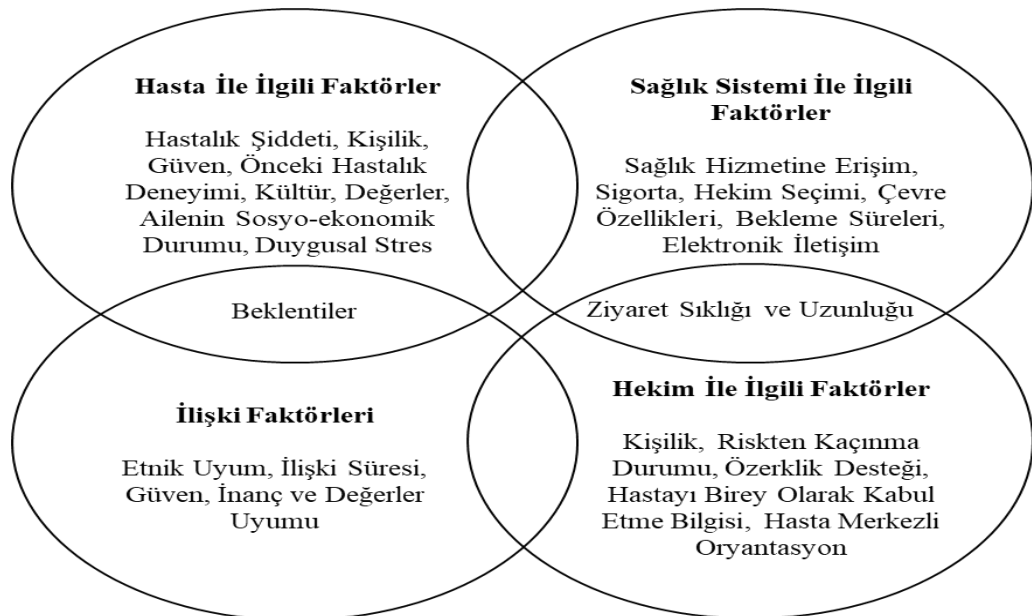 Hasta İle İlgili Faktörler
Hastalık Şiddeti, Kişilik,
Güven, Önceki Hastalık
Deneyimi, Kültür, Değerler,
Ailenin Sosyo-ekonomik
Durumu, Duygusal Stres
Sağlık Sistemi İle İlgili
Faktörler
Sağlık Hizmetine Erişim,
Sigorta, Hekim Seçimi, Çevre
Özellikleri, Bekleme Süreleri,
Elektronik İletişim
Beklentiler
Ziyaret Sıklığı ve Uzunluğu
İlişki Faktörleri
Etnik Uyum, İlişki Süresi,
Güven, İnanç ve Değerler
Uyumu
Hekim İle İlgili Faktörler
Kişilik, Riskten Kaçınma
Durumu, Özerklik Desteği,
Hastayı Birey Olarak Kabul
Etme Bilgisi, Hasta Merkezli
Oryantasyon